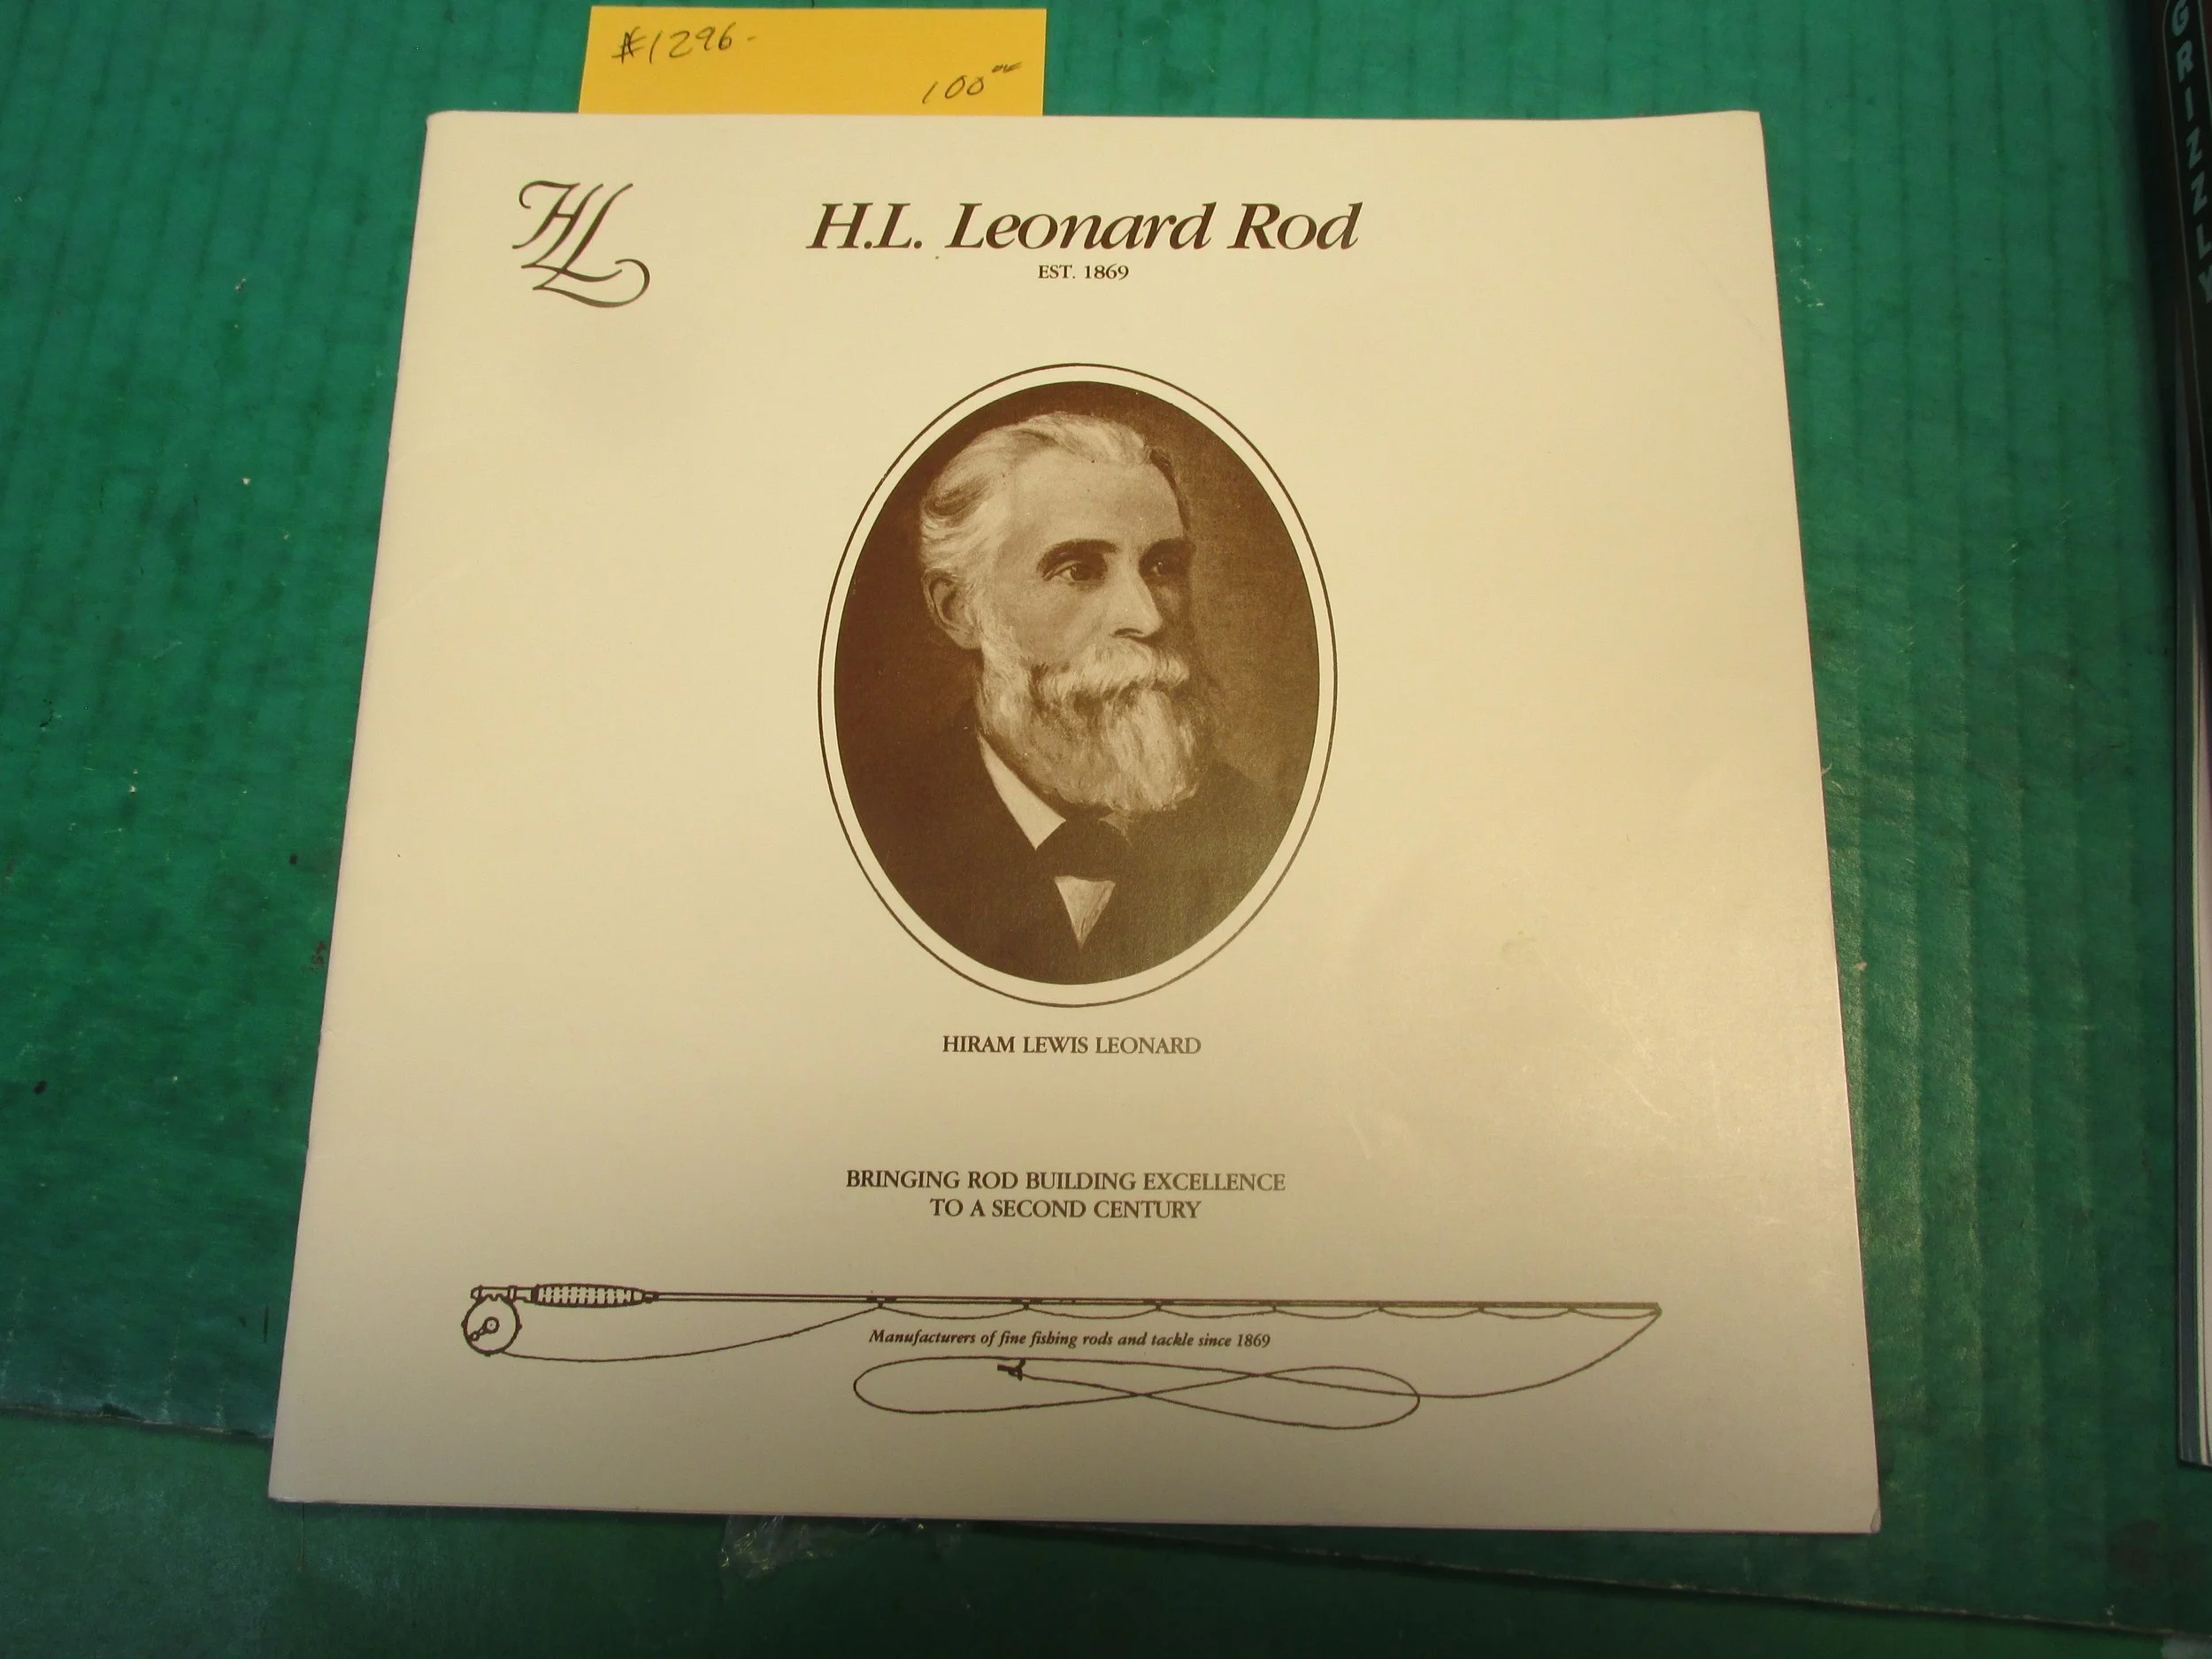 #1296-
100
HL
H.L. Leonard Rod
EST. 1869
HIRAM LEWIS LEONARD
BRINGING ROD BUILDING EXCELLENCE
TO A SECOND CENTURY
Manufacturers of fine fishing rods and tackle since 1869